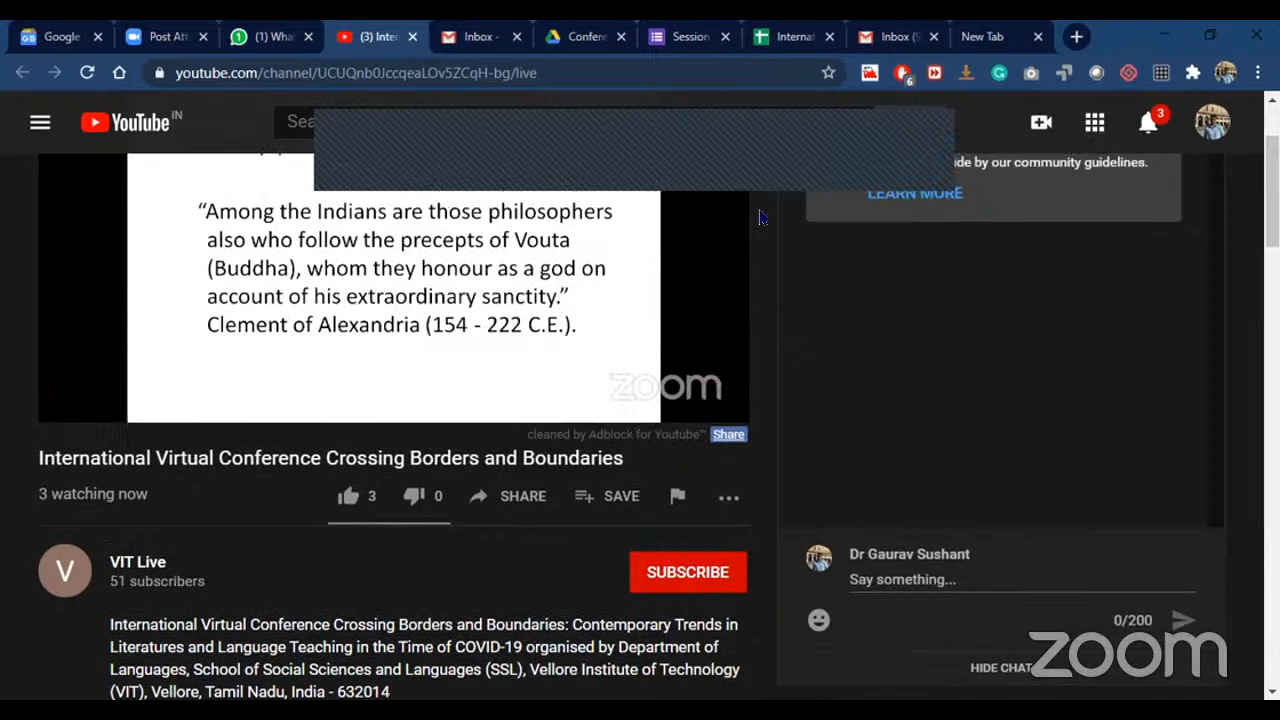 Google
Post Att
(1) Wha
(3) Inte
Inbox -
Confere
Session
Internat
Inbox (9
New Tab
youtube.com/channel/UCUQnb0JccqeaLOv5ZCqH-bg/live
6
YouTube IN
Sea
3
ide by our community guidelines.
LEARN MORE
“Among the Indians are those philosophers
also who follow the precepts of Vouta
(Buddha), whom they honour as a god on
account of his extraordinary sanctity.”
Clement of Alexandria (154 - 222 C.E.).
zoom
cleaned by Adblock for Youtube™ Share
International Virtual Conference Crossing Borders and Boundaries
3 watching now
3
0
SHARE
SAVE
V
VIT Live
51 subscribers
SUBSCRIBE
International Virtual Conference Crossing Borders and Boundaries: Contemporary Trends in
Literatures and Language Teaching in the Time of COVID-19 organised by Department of
Languages, School of Social Sciences and Languages (SSL), Vellore Institute of Technology
(VIT), Vellore, Tamil Nadu, India - 632014
Dr Gaurav Sushant
Say something...
0/200
HIDE CHAT
zoom